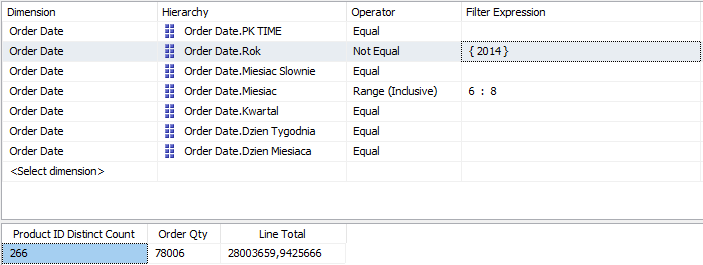 Dimension Hierarchy Operator Filter Expression
Order Date Order Date.PK TIME Equal
Order Date Order Date.Rok Not Equal { 2014 }
Order Date Order Date.Miesiac Slownie Equal
Order Date Order Date.Miesiac Range (Inclusive) 6 : 8
Order Date Order Date.Kwartal Equal
Order Date Order Date.Dzien Tygodnia Equal
Order Date Order Date.Dzien Miesiaca Equal
<Select dimension>
Product ID Distinct Count Order Qty Line Total
266 78006 28003659,9425666